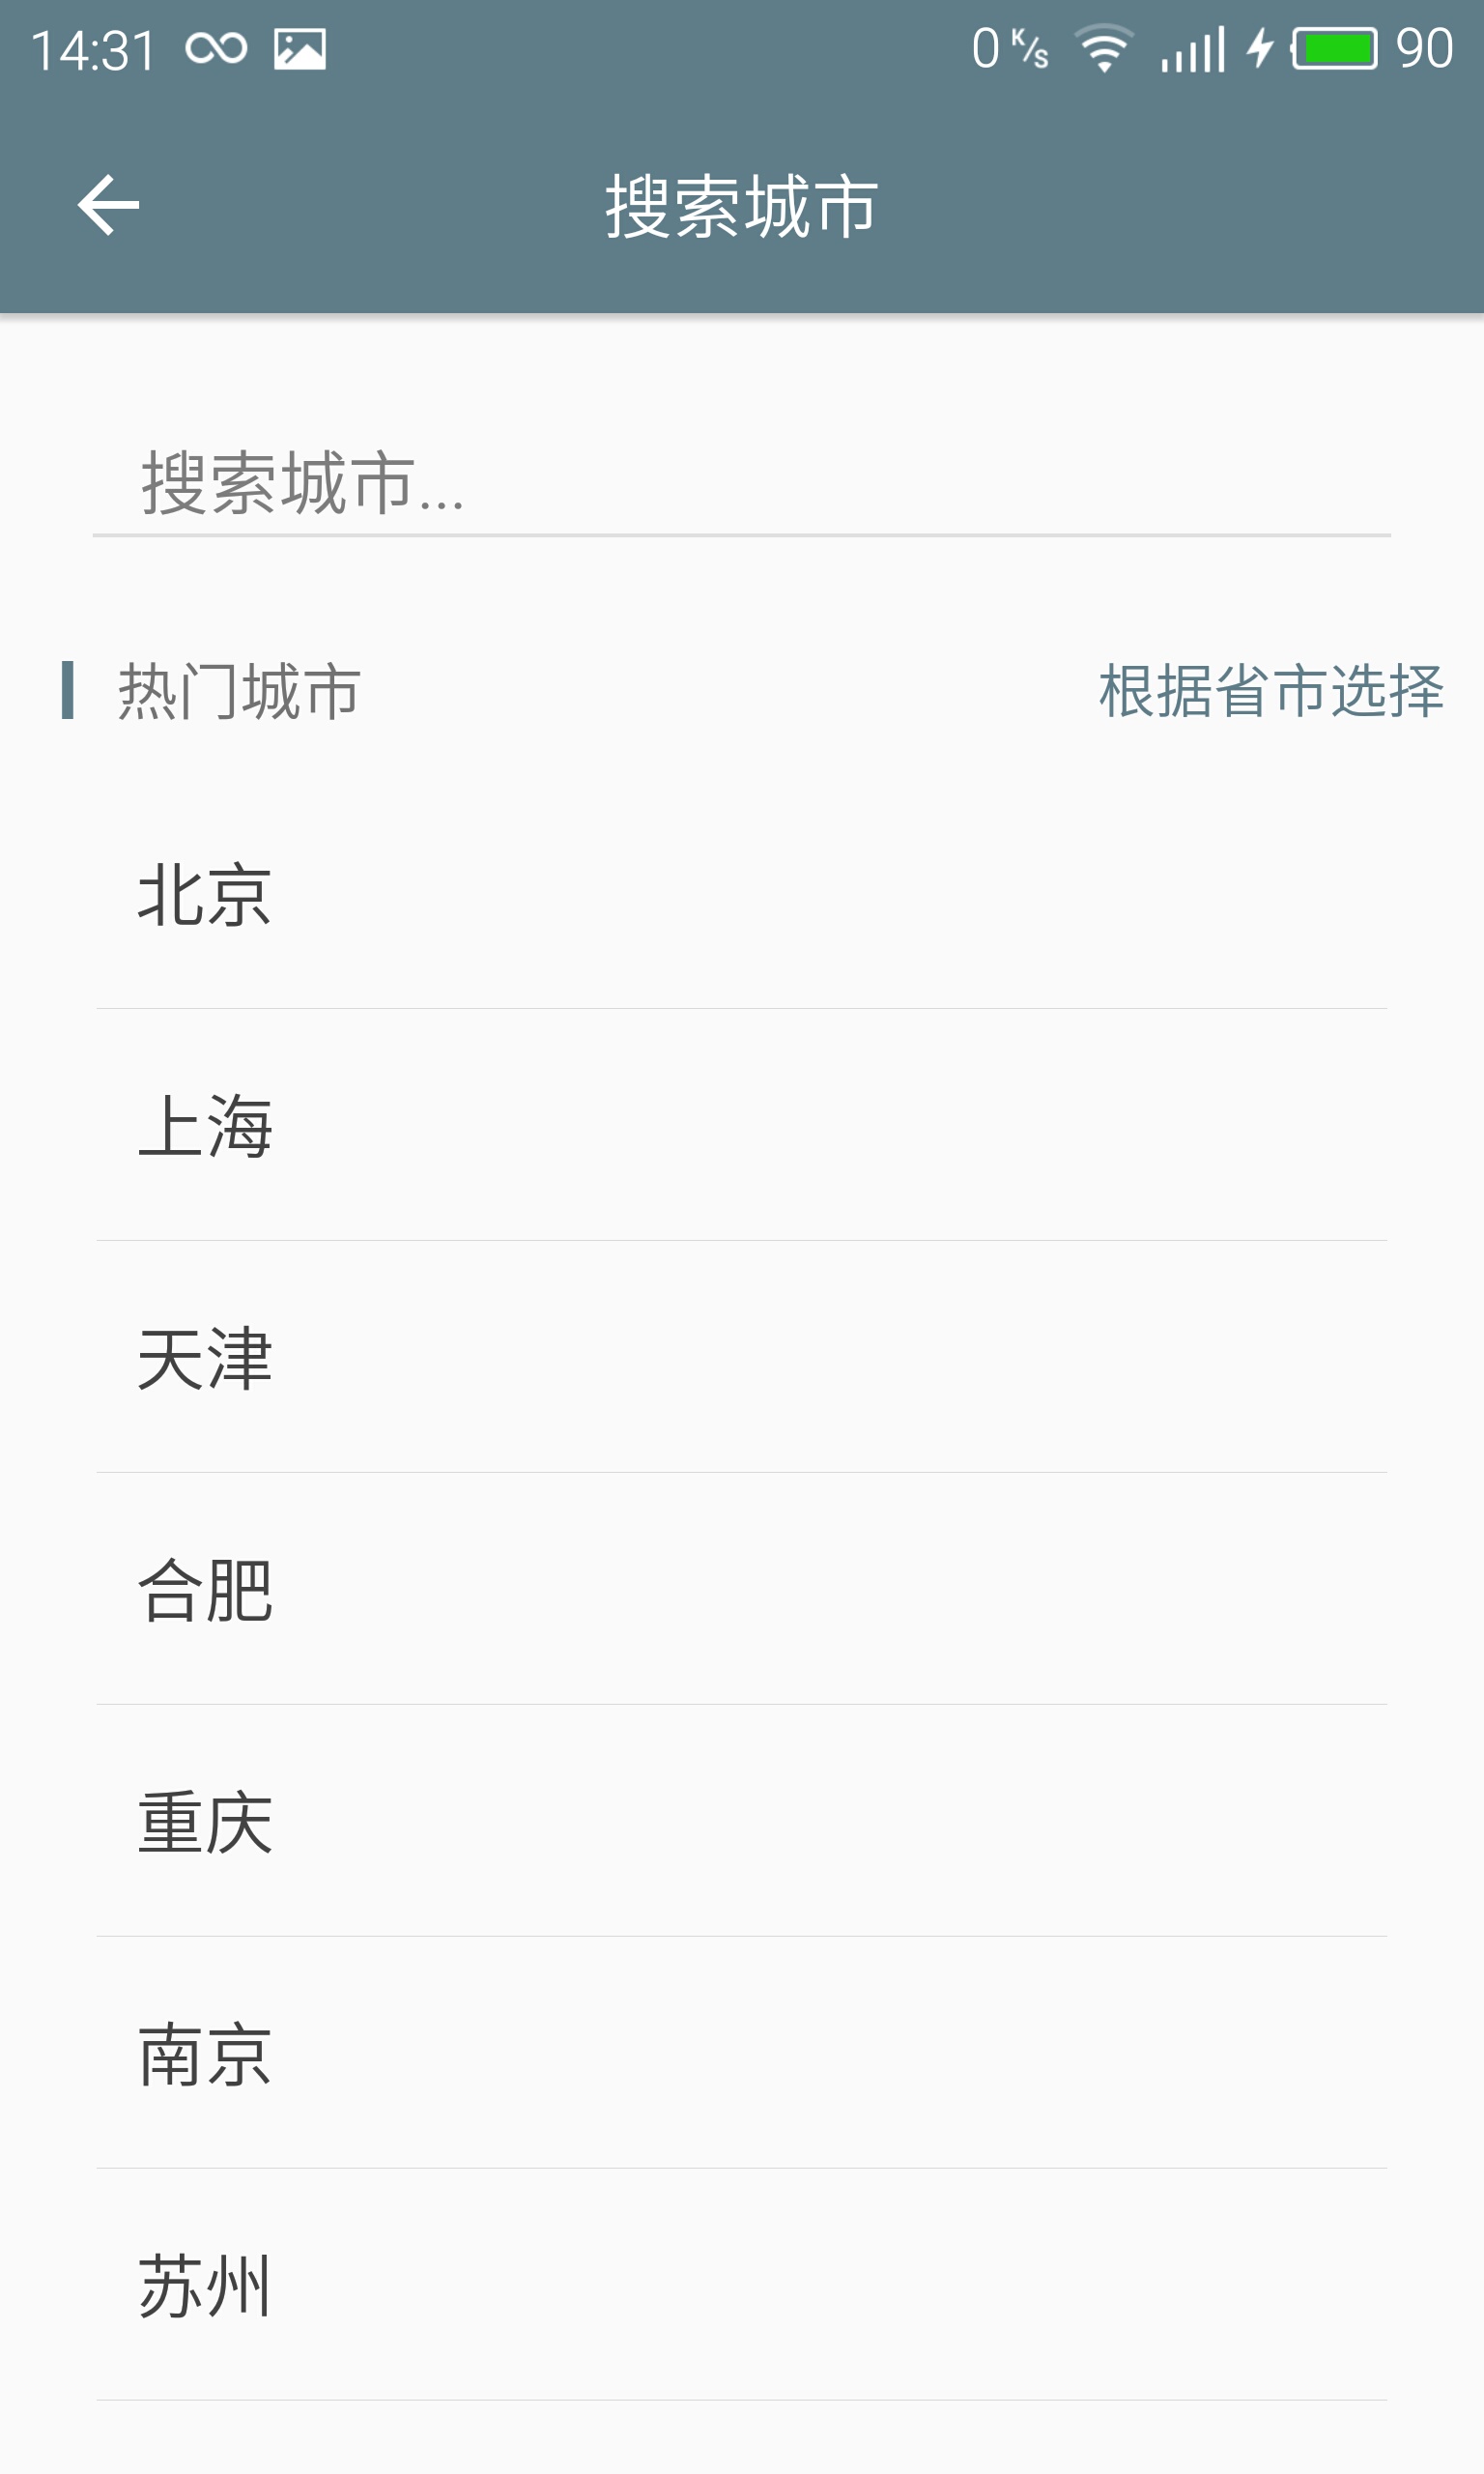 14:31 0 K/s 90
搜索城市
搜索城市...
热门城市 根据省市选择
北京
上海
天津
合肥
重庆
南京
苏州